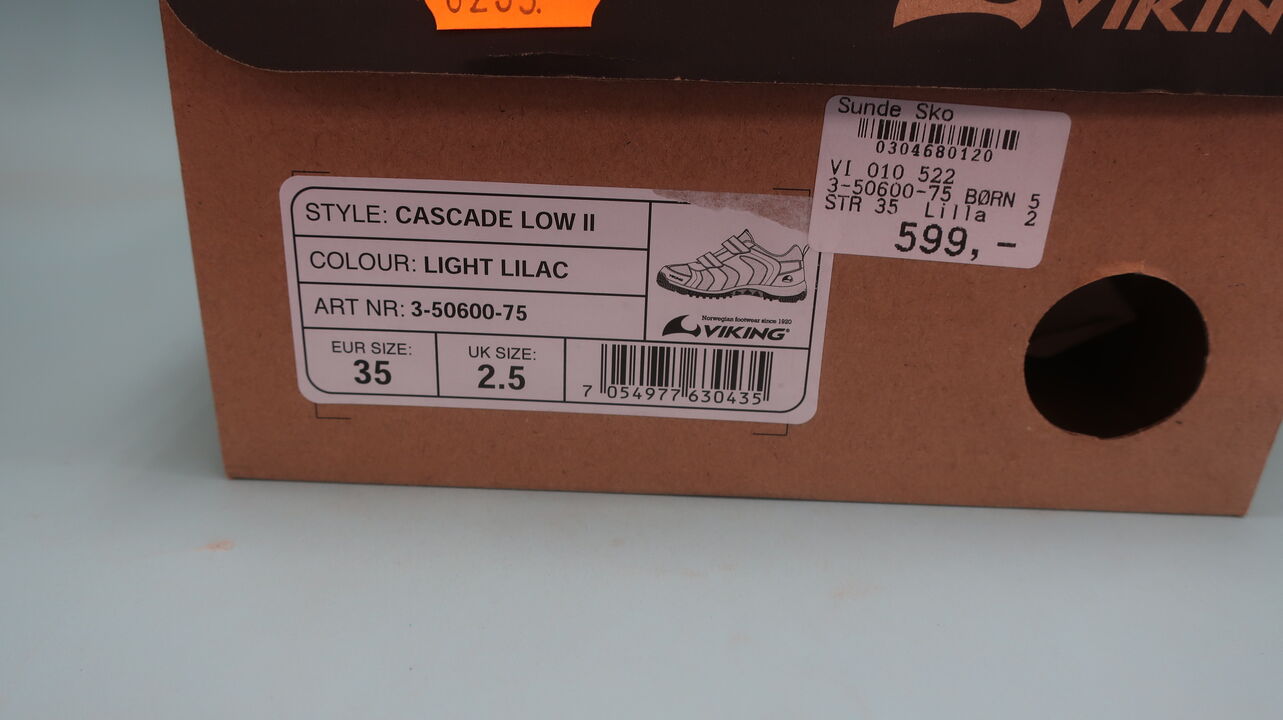 VIKIN
Sunde Sko
0304680120
VI 010 522
3-50600-75 BØRN 5
STR 35 Lilla 2
599,-
STYLE: CASCADE LOW II
COLOUR: LIGHT LILAC
ART NR: 3-50600-75
Norwegian footwear since 1920
VIKING®
EUR SIZE:
35
UK SIZE:
2.5
7 054977 630435